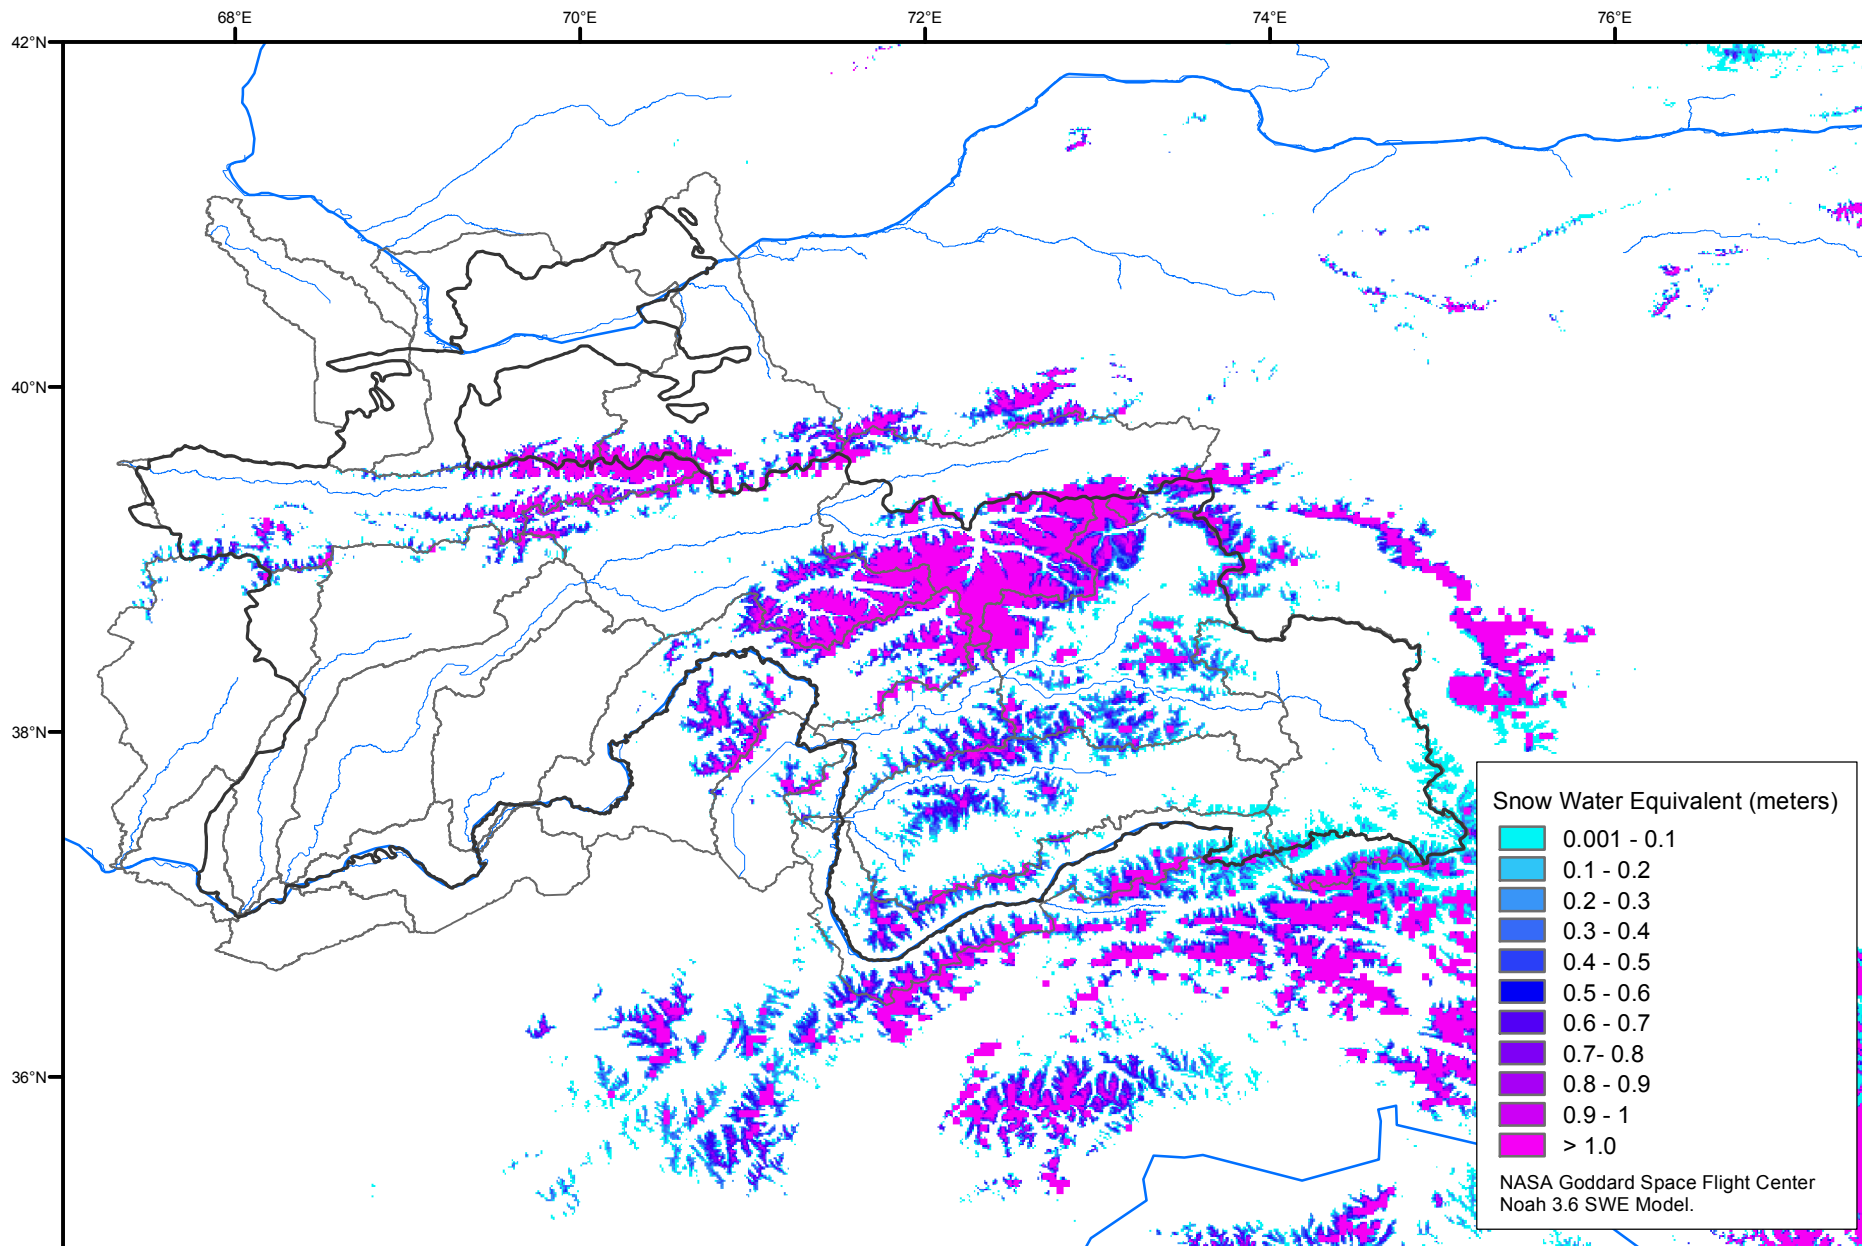 68°E
70°E
72°E
74°E
76°E
42°N
40°N
38°N
36°N
Snow Water Equivalent (meters)
0.001 - 0.1
0.1 - 0.2
0.2 - 0.3
0.3 - 0.4
0.4 - 0.5
0.5 - 0.6
0.6 - 0.7
0.7- 0.8
0.8 - 0.9
0.9 - 1
> 1.0
NASA Goddard Space Flight Center
Noah 3.6 SWE Model.